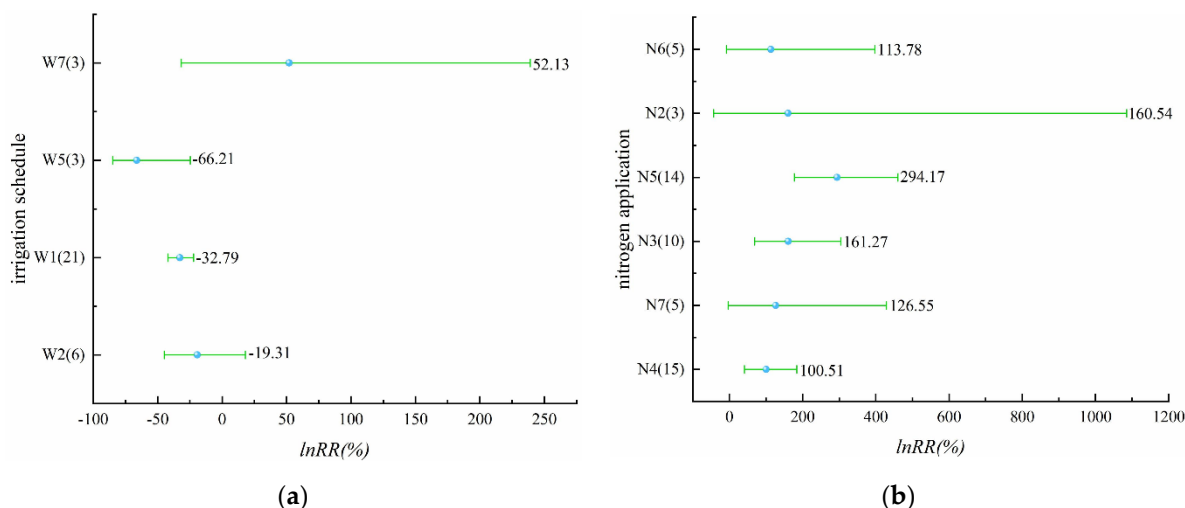 W7(3)
52.13
W5(3)
-66.21
W1(21)
-32.79
W2(6)
-19.31
irrigation schedule
-100 -50 0 50 100 150 200 250
lnRR(%)
(a)
N6(5)
113.78
N2(3)
160.54
N5(14)
294.17
N3(10)
161.27
N7(5)
126.55
N4(15)
100.51
nitrogen application
0 200 400 600 800 1000 1200
lnRR(%)
(b)